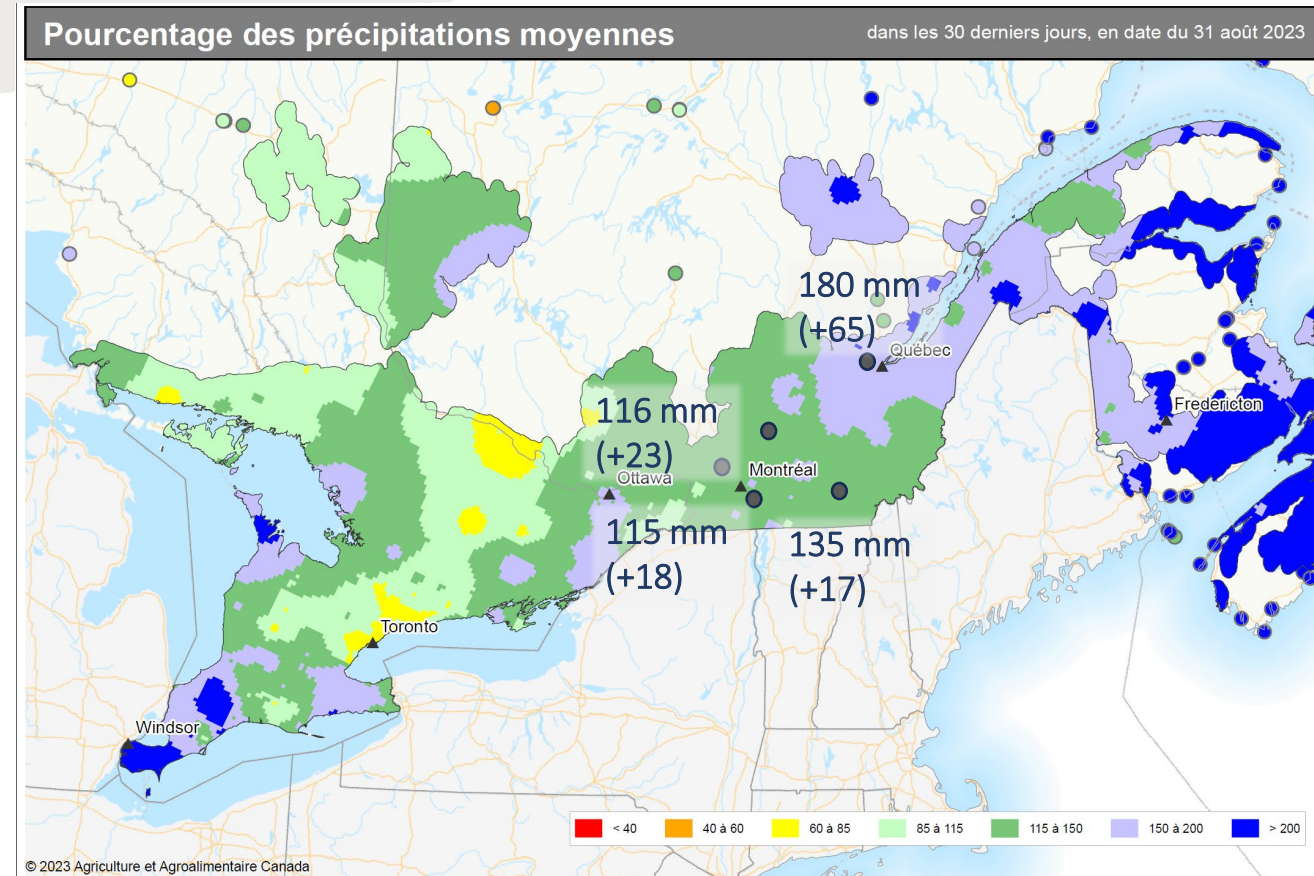 Pourcentage des précipitations moyennes
dans les 30 derniers jours, en date du 31 août 2023
180 mm
(+65)
Québec
116 mm
(+23)
Fredericton
Ottawa
Montréal
115 mm
(+18)
135 mm
(+17)
Toronto
Windsor
< 40
40 à 60
60 à 85
85 à 115
115 à 150
150 à 200
> 200
© 2023 Agriculture et Agroalimentaire Canada